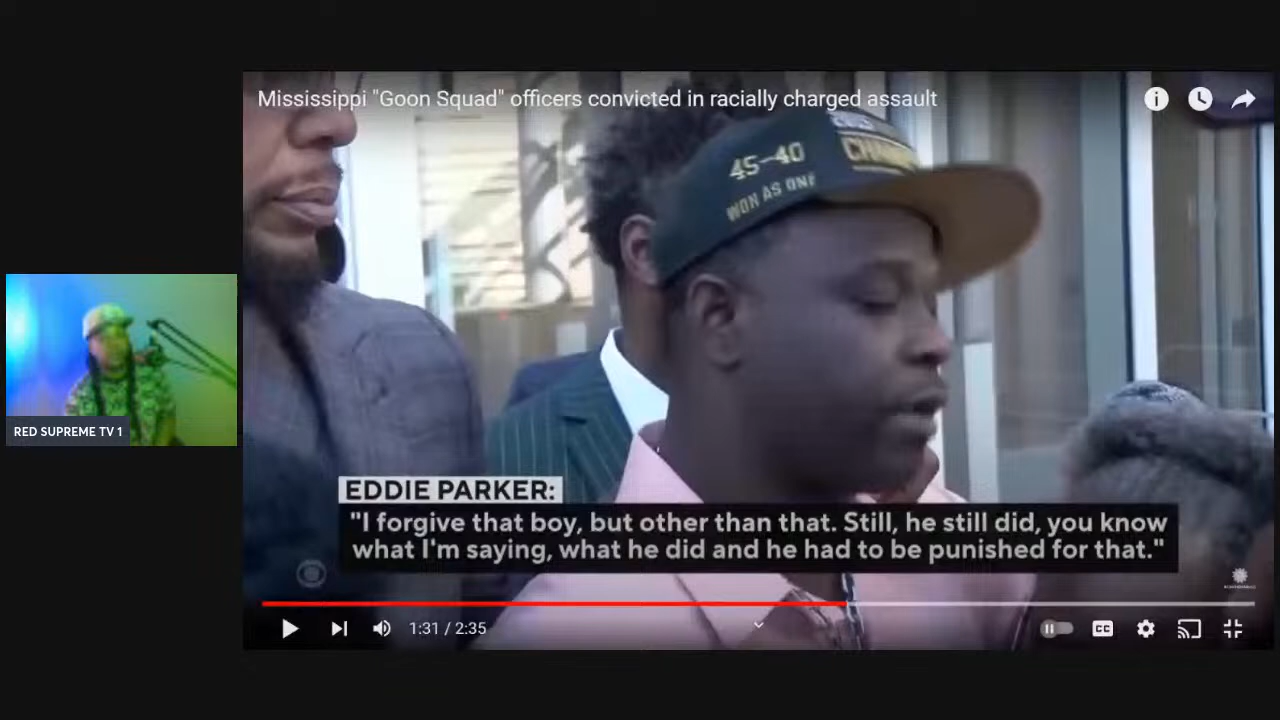 Mississippi "Goon Squad" officers convicted in racially charged assault
45-40
WON AS ONE
EDDIE PARKER:
"I forgive that boy, but other than that. Still, he still did, you know
what I'm saying, what he did and he had to be punished for that."
RED SUPREME TV 1
1:31 / 2:35
CC